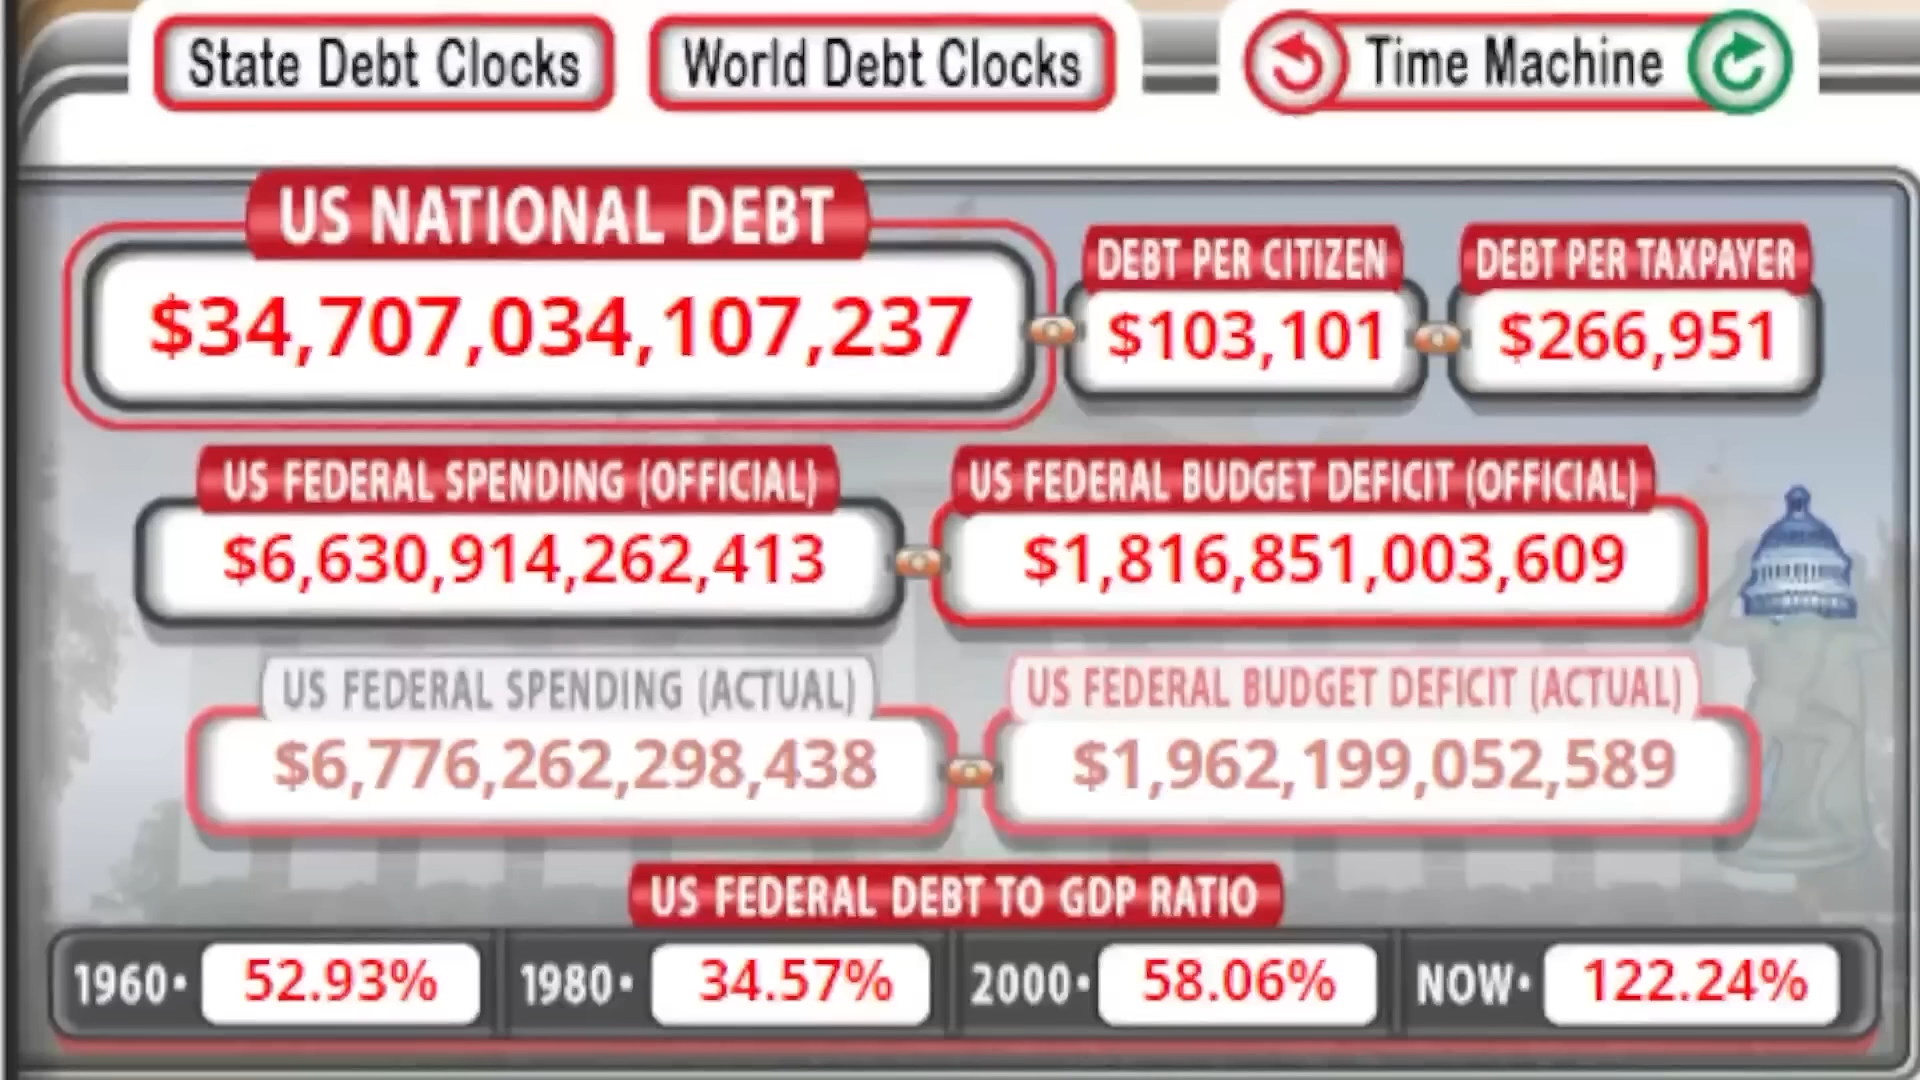 State Debt Clocks World Debt Clocks Time Machine
US NATIONAL DEBT
$34,707,034,107,237
DEBT PER CITIZEN
$103,101
DEBT PER TAXPAYER
$266,951
US FEDERAL SPENDING (OFFICIAL)
$6,630,914,262,413
US FEDERAL BUDGET DEFICIT (OFFICIAL)
$1,816,851,003,609
US FEDERAL SPENDING (ACTUAL)
$6,776,262,298,438
US FEDERAL BUDGET DEFICIT (ACTUAL)
$1,962,199,052,589
US FEDERAL DEBT TO GDP RATIO
1960• 52.93% 1980• 34.57% 2000• 58.06% NOW• 122.24%